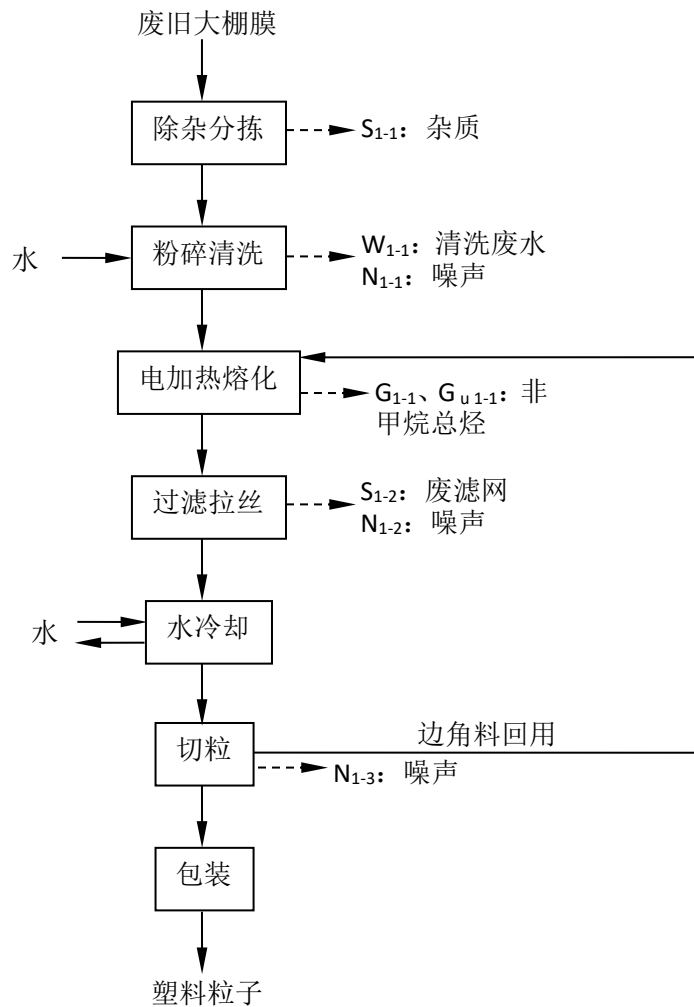 废旧大棚膜
除杂分拣
S1-1：杂质
水
粉碎清洗
W1-1：清洗废水
N1-1：噪声
电加热熔化
G1-1、G u 1-1：非
甲烷总烃
过滤拉丝
S1-2：废滤网
N1-2：噪声
水
水冷却
切粒
边角料回用
N1-3：噪声
包装
塑料粒子